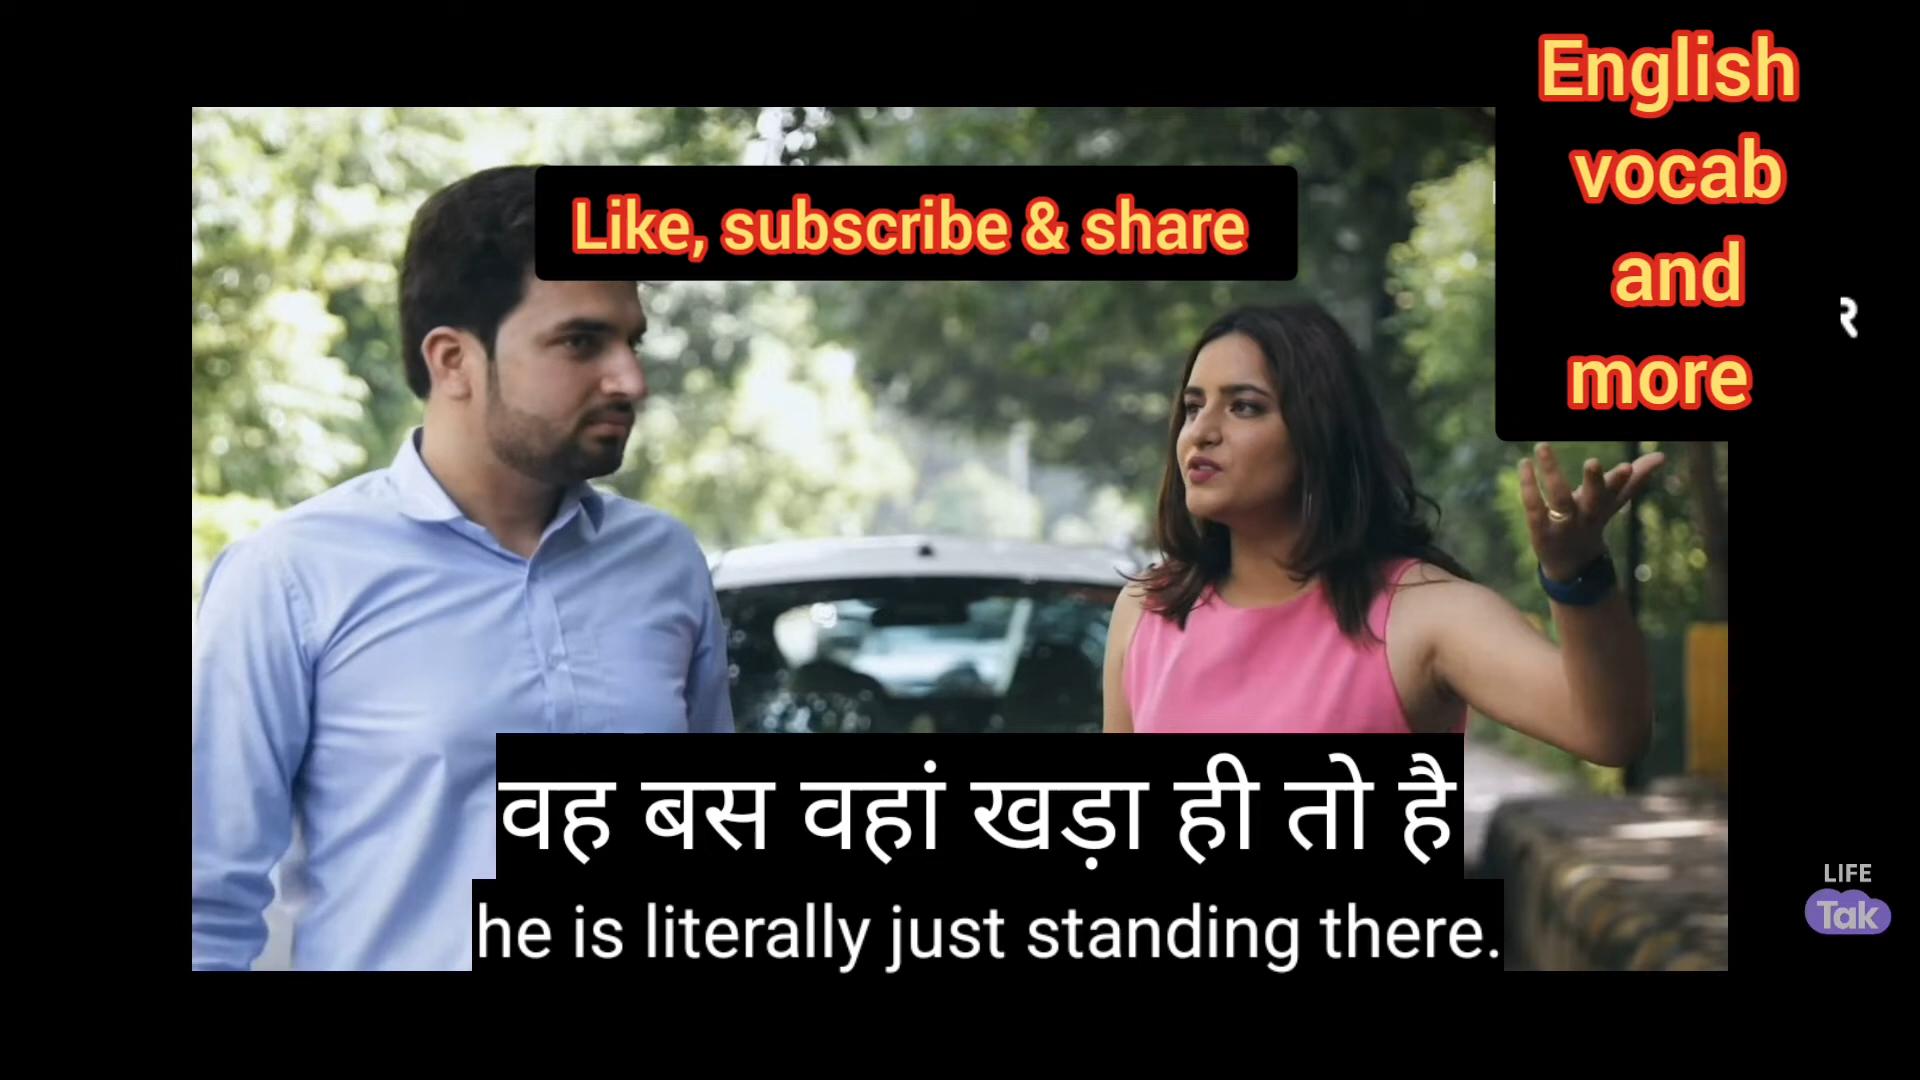 English
vocab
and
more
Like, subscribe & share
वह बस वहां खड़ा ही तो है
he is literally just standing there.
LIFE
Tak